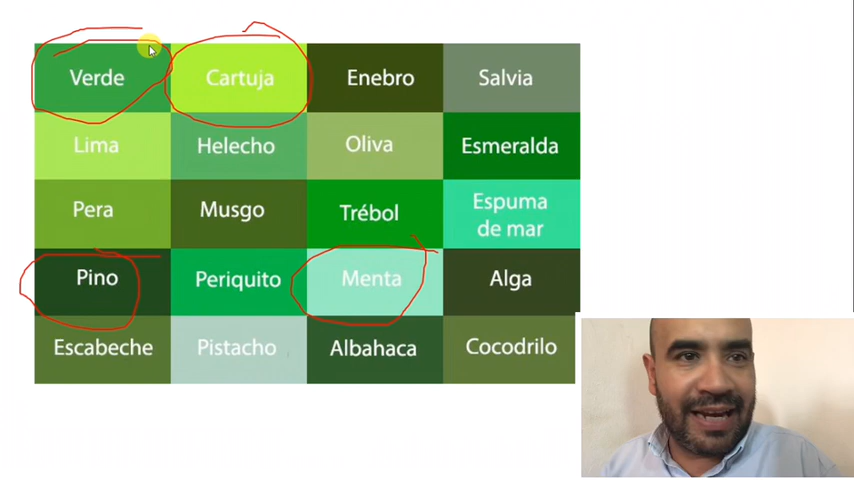 Verde
Cartuja
Enebro
Salvia
Lima
Helecho
Oliva
Esmeralda
Pera
Musgo
Trébol
Espuma
de mar
Pino
Periquito
Menta
Alga
Escabeche
Pistacho
Albahaca
Cocodrilo